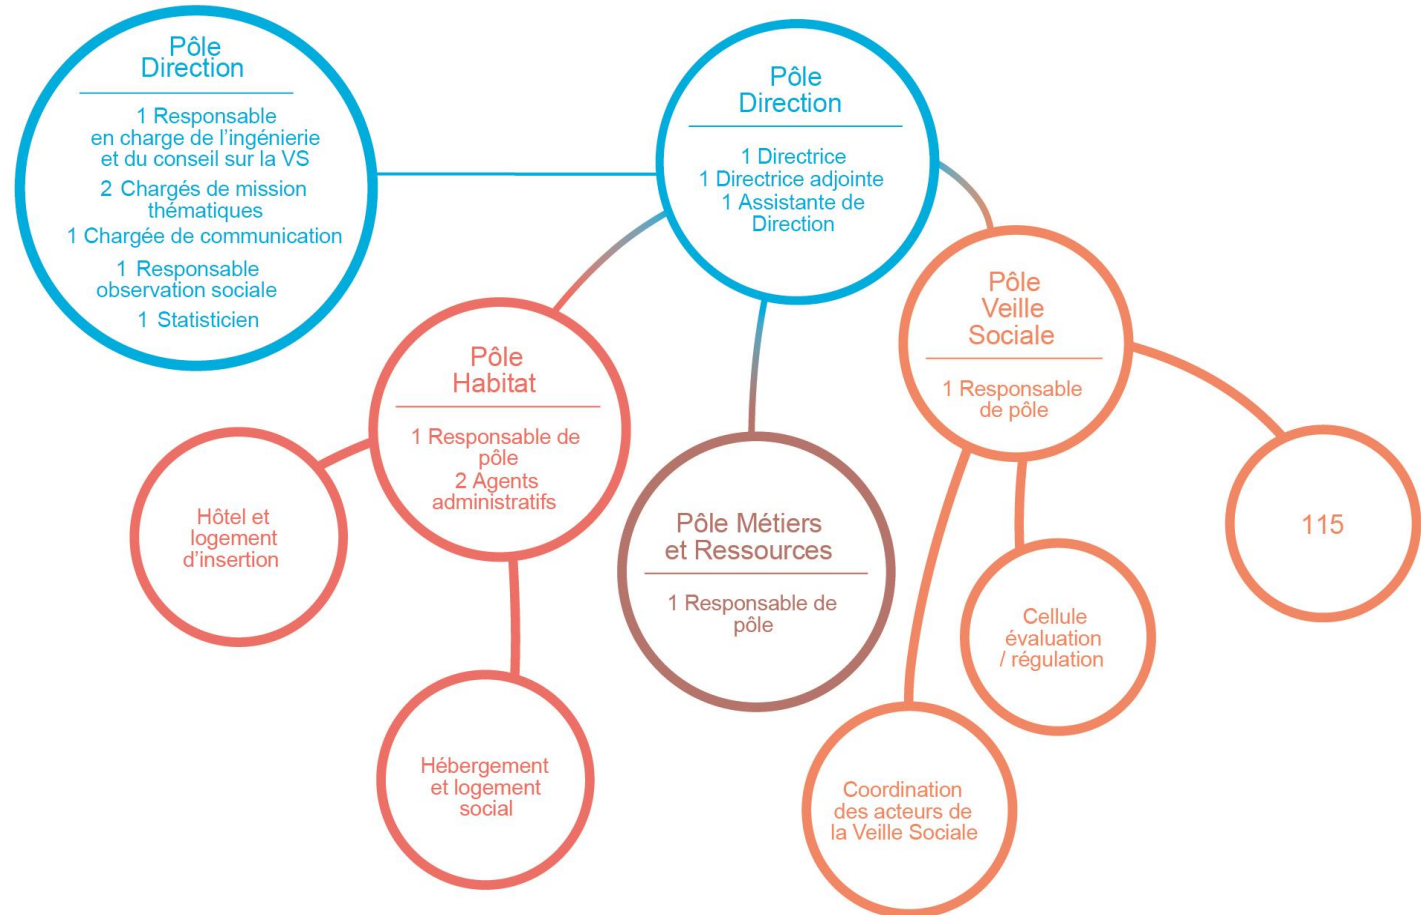 Pôle
Direction
1 Responsable
en charge de l'ingénierie
et du conseil sur la VS
2 Chargés de mission
thématiques
1 Chargée de communication
1 Responsable
observation sociale
1 Statisticien
Pôle
Direction
1 Directrice
1 Directrice adjointe
1 Assistante de
Direction
Pôle
Habitat
1 Responsable de
pôle
2 Agents
administratifs
Hôtel et
logement
d'insertion
Hébergement
et logement
social
Pôle Métiers
et Ressources
1 Responsable de
pôle
Pôle
Veille
Sociale
1 Responsable
de pôle
115
Cellule
évaluation
/ régulation
Coordination
des acteurs de
la Veille Sociale